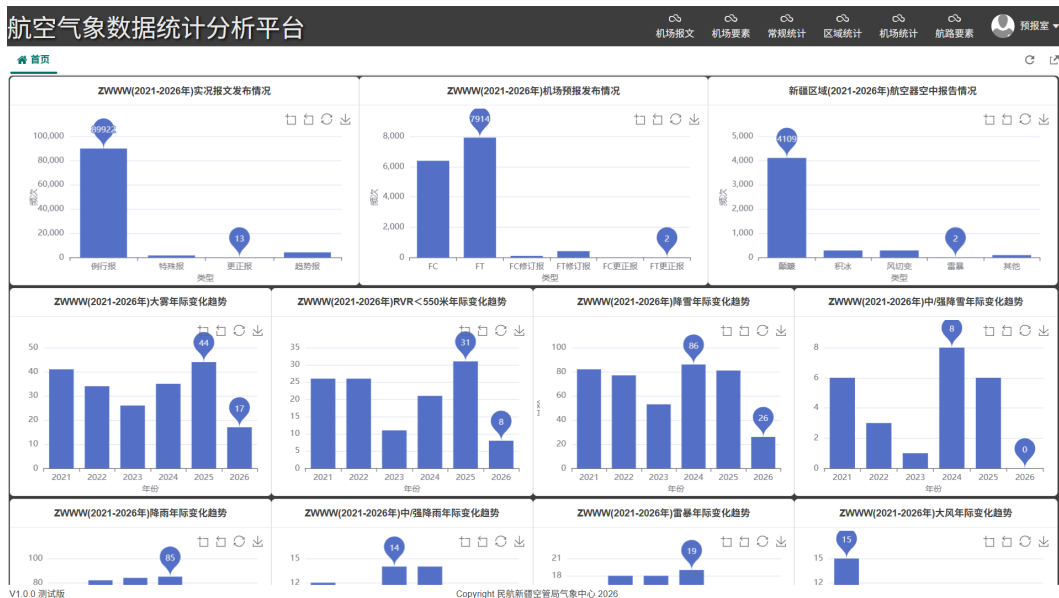 航空气象数据统计分析平台
机场报文 机场要素 常规统计 区域统计 机场统计 航路要素 预报室
首页
ZWWW(2021-2026年)实况报文发布情况
89922
13
100,000
80,000
60,000
40,000
20,000
0
频次
例行报 特殊报 更正报 趋势报
类型
ZWWW(2021-2026年)机场预报发布情况
7914
2
8,000
6,000
4,000
2,000
0
频次
FC FT FC修订报 FT修订报 FC更正报 FT更正报
类型
新疆区域(2021-2026年)航空器空中报告情况
4109
2
5,000
4,000
3,000
2,000
1,000
0
频次
颠簸 积冰 风切变 雷暴 其他
类型
ZWWW(2021-2026年)大雾年际变化趋势
44
17
50
40
30
20
10
0
2021 2022 2023 2024 2025 2026
年份
ZWWW(2021-2026年)RVR＜550米年际变化趋势
31
8
35
30
25
20
15
10
5
0
2021 2022 2023 2024 2025 2026
年份
ZWWW(2021-2026年)降雪年际变化趋势
86
26
100
80
60
40
20
0
2021 2022 2023 2024 2025 2026
年份
ZWWW(2021-2026年)中/强降雪年际变化趋势
8
0
8
6
4
2
0
2021 2022 2023 2024 2025 2026
年份
ZWWW(2021-2026年)降雨年际变化趋势
85
100
80
ZWWW(2021-2026年)中/强降雨年际变化趋势
14
15
12
ZWWW(2021-2026年)雷暴年际变化趋势
19
21
18
ZWWW(2021-2026年)大风年际变化趋势
15
15
12
V1.0.0 测试版
Copyright 民航新疆空管局气象中心 2026